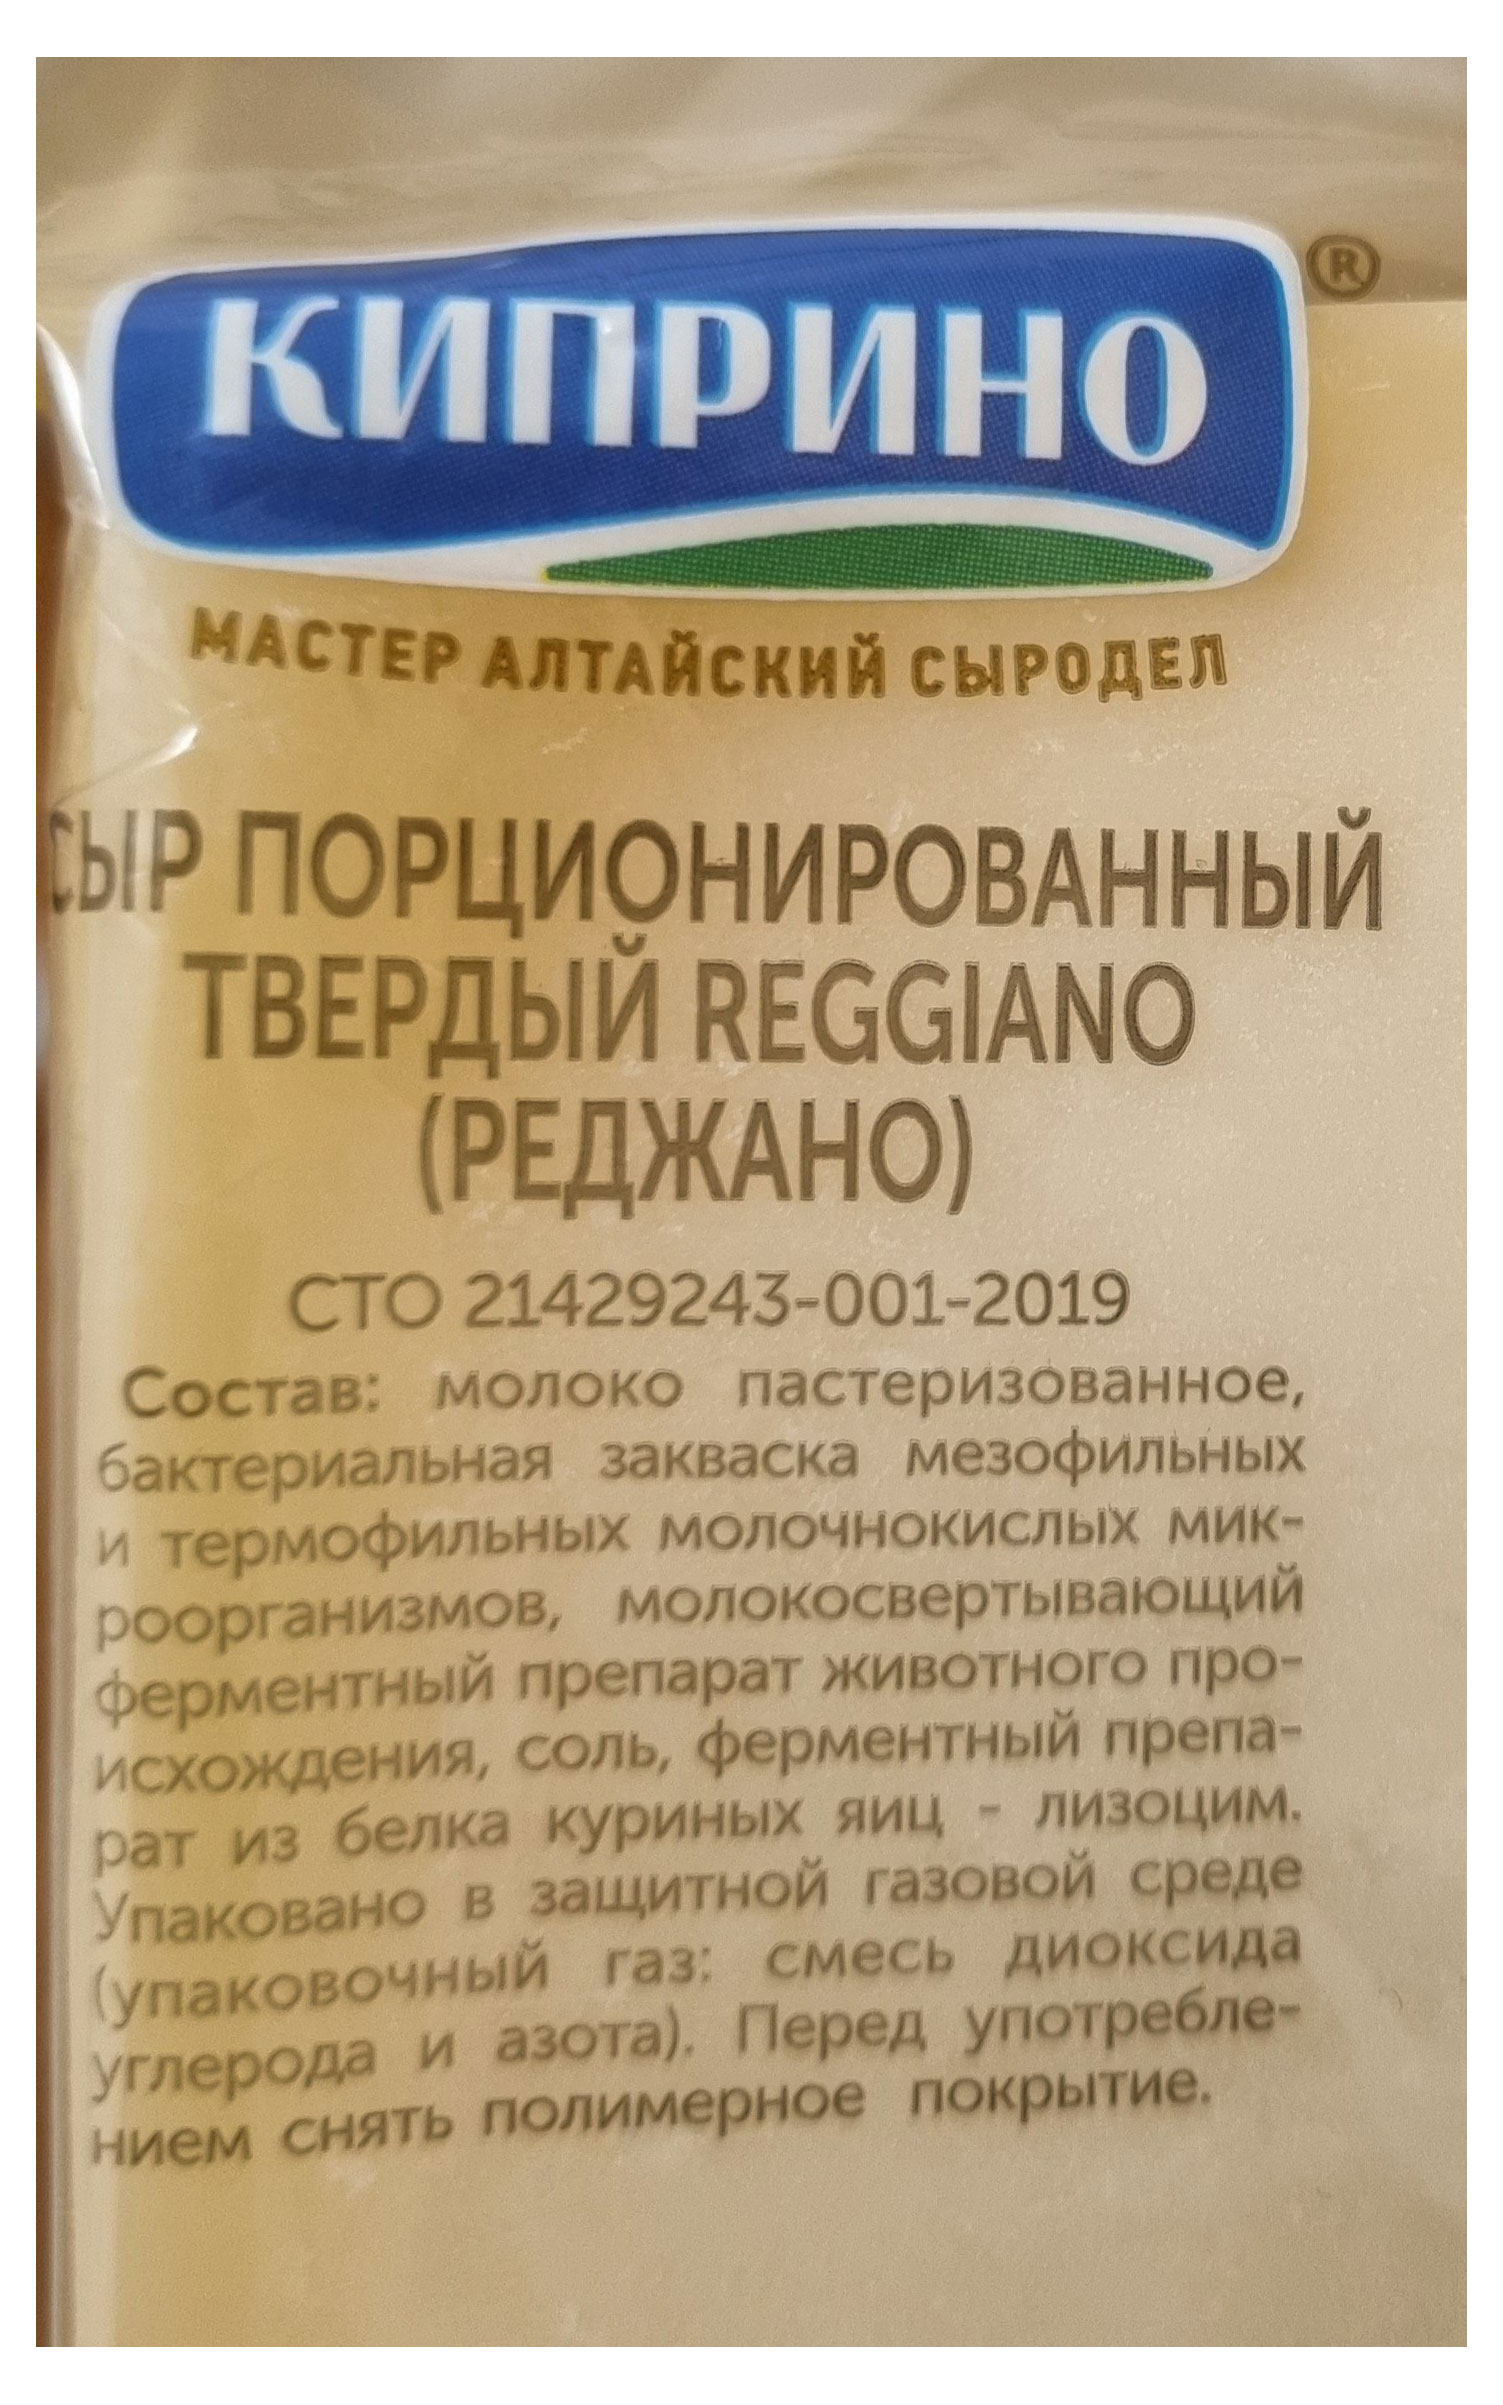 КИПРИНО ®
МАСТЕР АЛТАЙСКИЙ СЫРОДЕЛ
СЫР ПОРЦИОНИРОВАННЫЙ
ТВЕРДЫЙ REGGIANO
(РЕДЖАНО)
СТО 21429243-001-2019
Состав: молоко пастеризованное,
бактериальная закваска мезофильных
и термофильных молочнокислых мик-
роорганизмов, молокосвертывающий
ферментный препарат животного про-
исхождения, соль, ферментный препа-
рат из белка куриных яиц - лизоцим.
Упаковано в защитной газовой среде
(упаковочный газ: смесь диоксида
углерода и азота). Перед употребле-
нием снять полимерное покрытие.